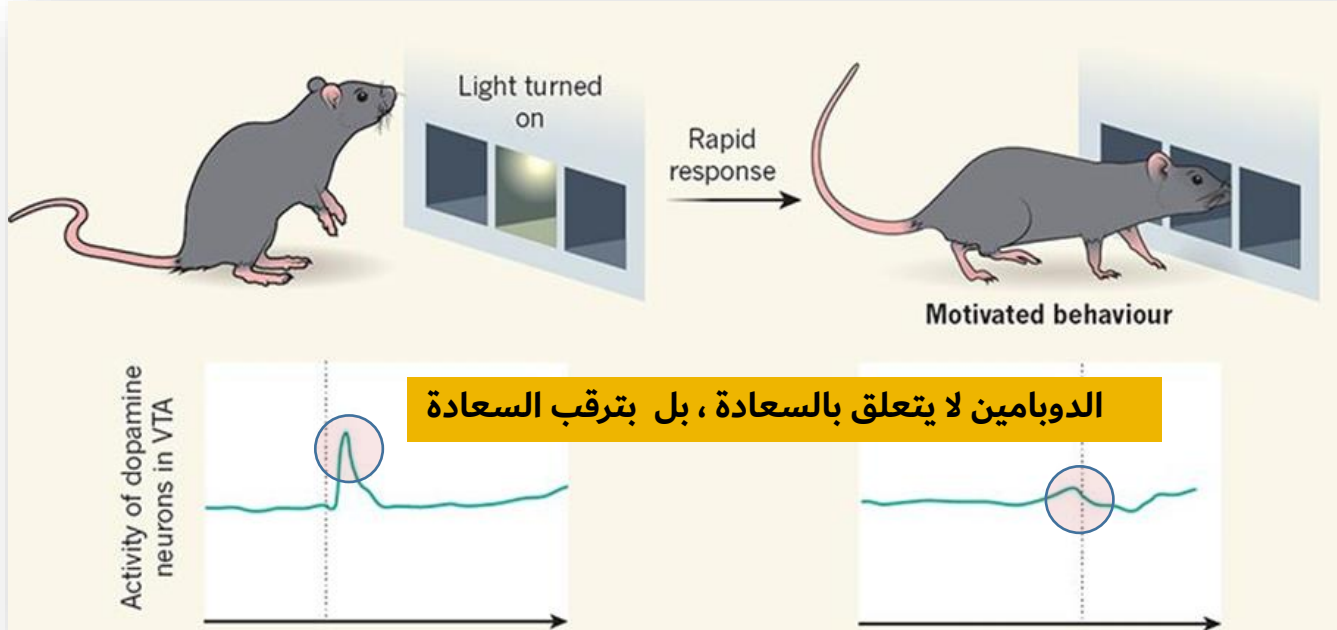 Light turned
on
Rapid
response
Motivated behaviour
الدوبامين لا يتعلق بالسعادة ، بل بترقب السعادة
Activity of dopamine
neurons in VTA